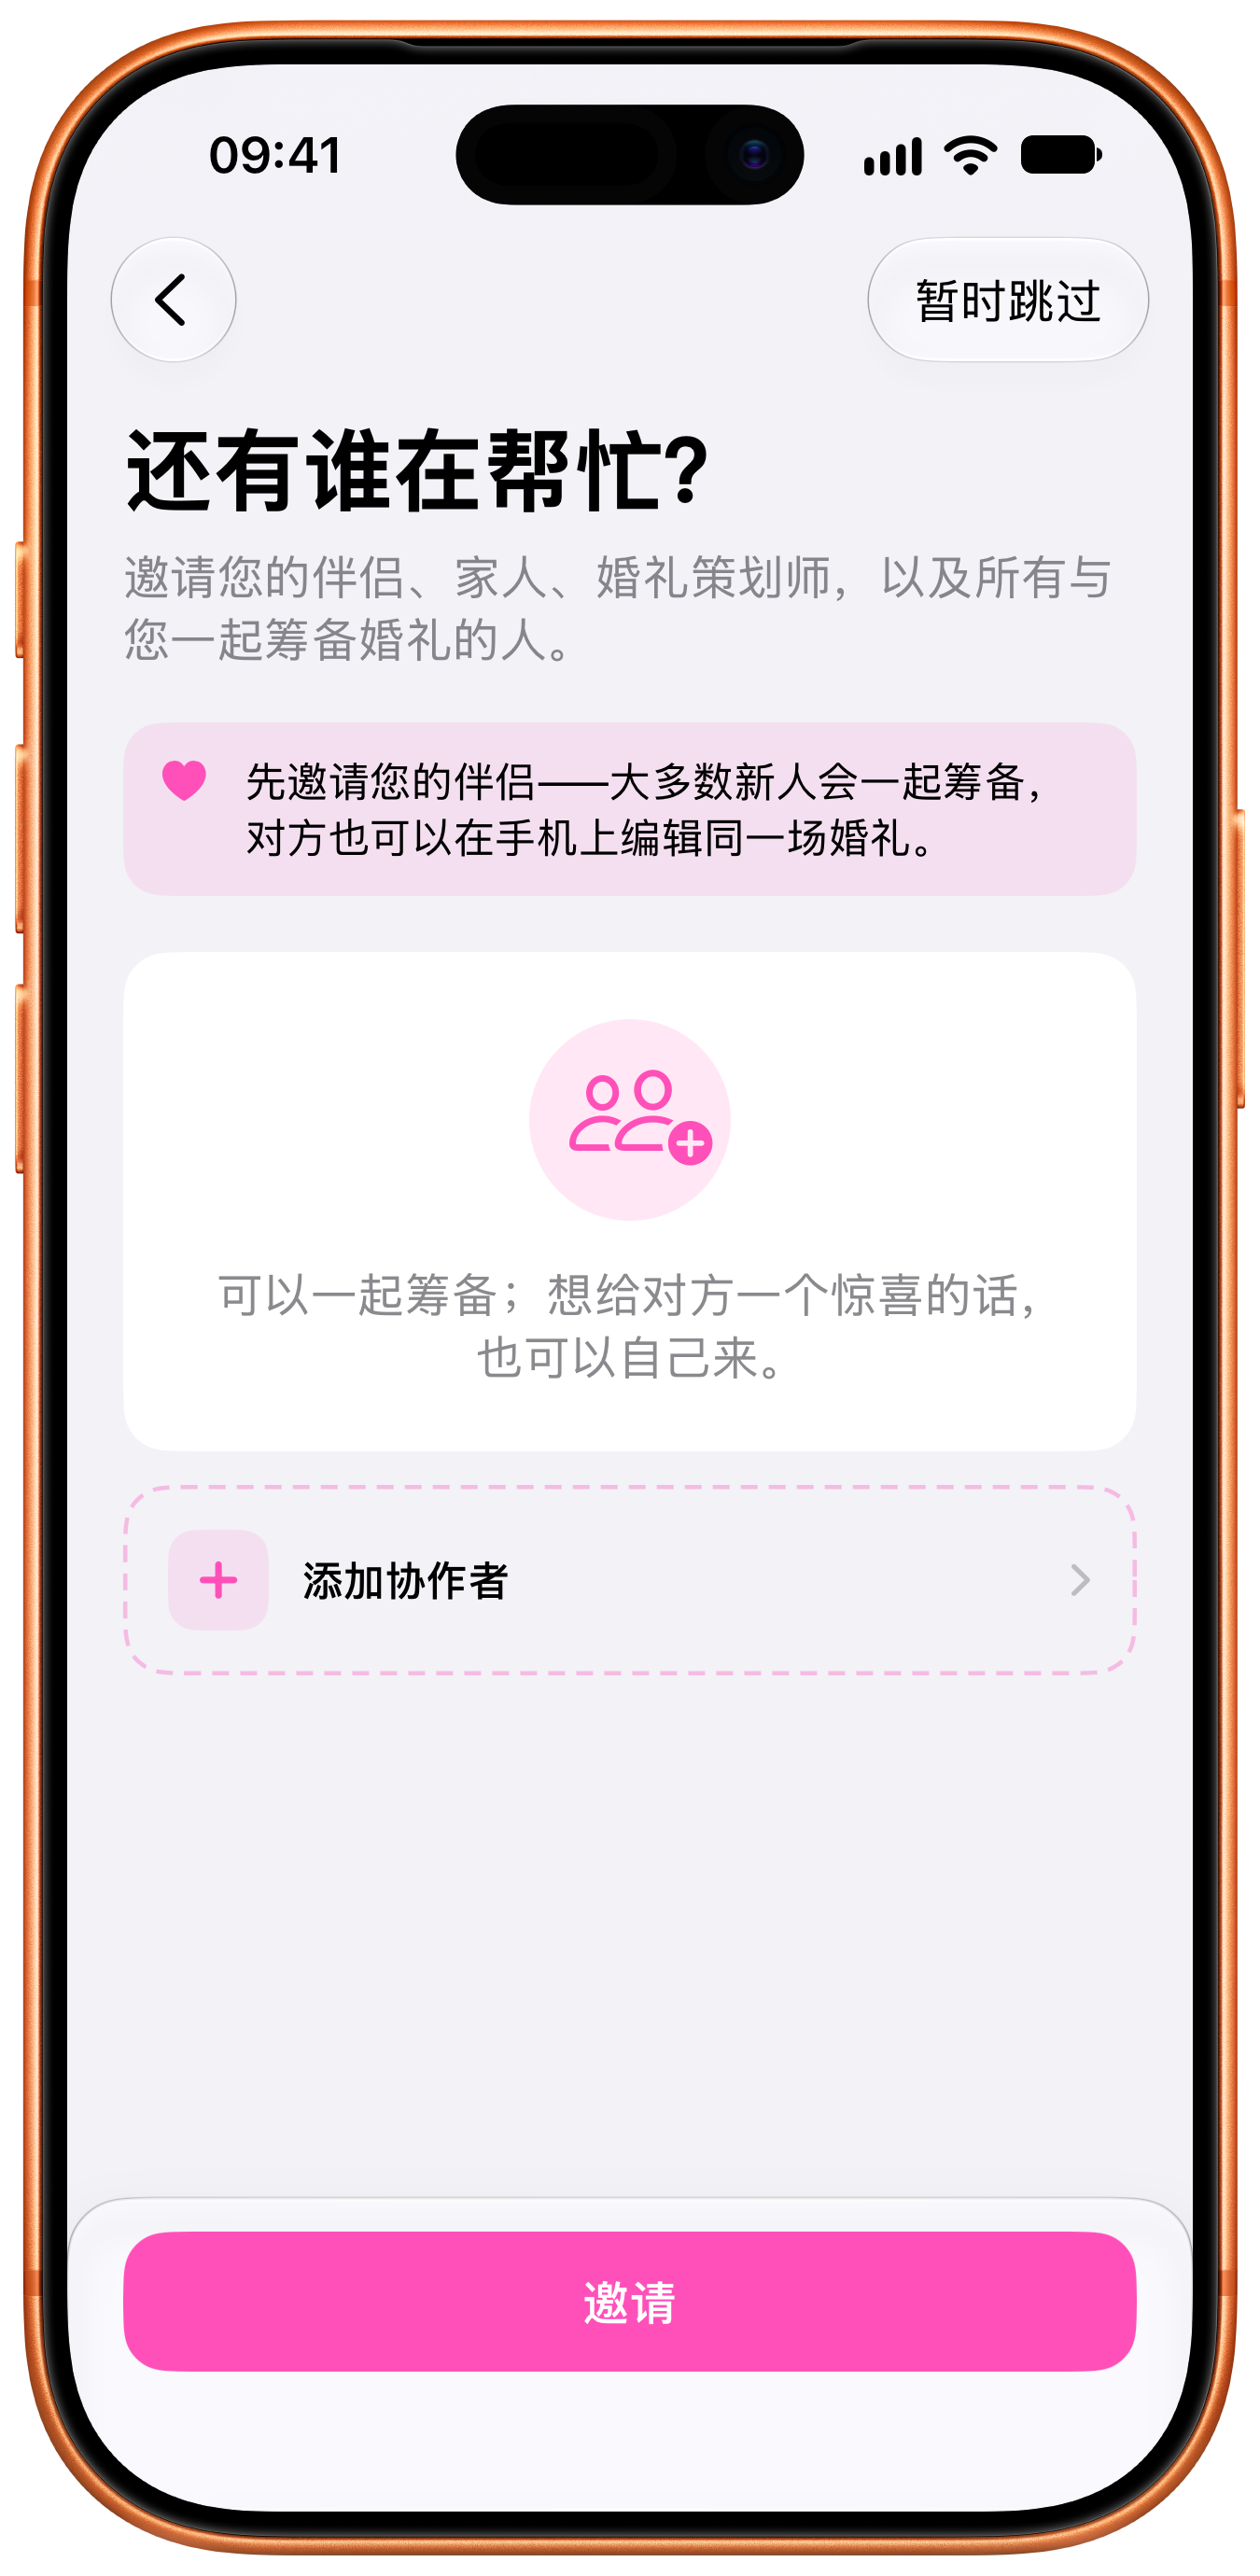 09:41
暂时跳过
还有谁在帮忙?
邀请您的伴侣、家人、婚礼策划师，以及所有与
您一起筹备婚礼的人。
先邀请您的伴侣——大多数新人会一起筹备，
对方也可以在手机上编辑同一场婚礼。
可以一起筹备；想给对方一个惊喜的话，
也可以自己来。
添加协作者
邀请